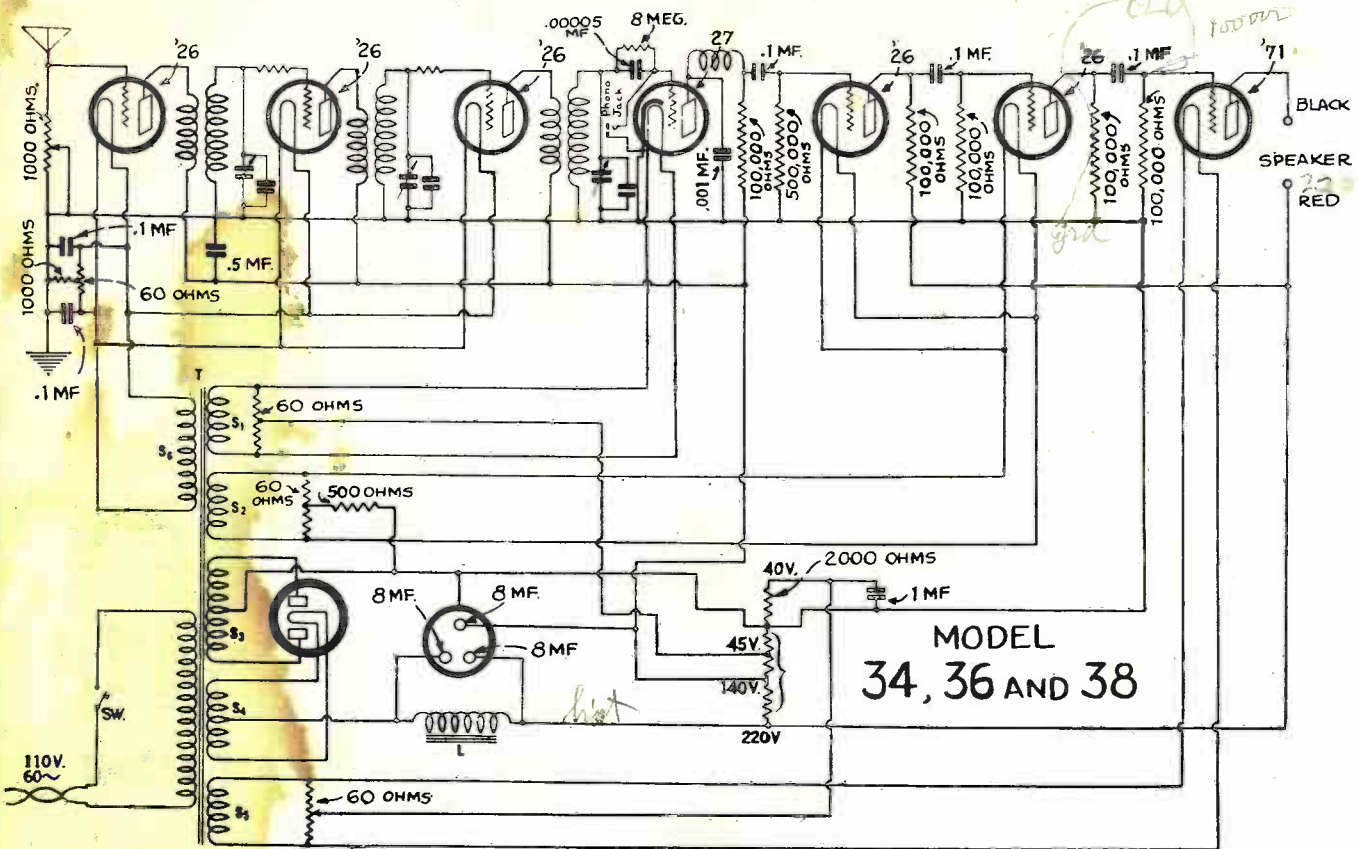 .00005 MF
8 MEG.
100,000
'26
'26
'26
27
.1 MF.
26
.1 MF.
'26
.1 MF
'71
1000 OHMS.
Phono Jack
.001 MF.
100,000 OHMS
500,000 OHMS
100,000 OHMS
100,000 OHMS
100,000 OHMS
100,000 OHMS
BLACK
SPEAKER
RED
grd
.1 MF
.5 MF.
1000 OHMS
60 OHMS
.1 MF
T
S6
S1
60 OHMS
S2
60 OHMS
500 OHMS
S3
8 MF.
8 MF.
8 MF
40V.
2000 OHMS
1 MF
45V.
140V.
220V
MODEL
34, 36 AND 38
SW.
S4
L
110V.
60~
S5
60 OHMS